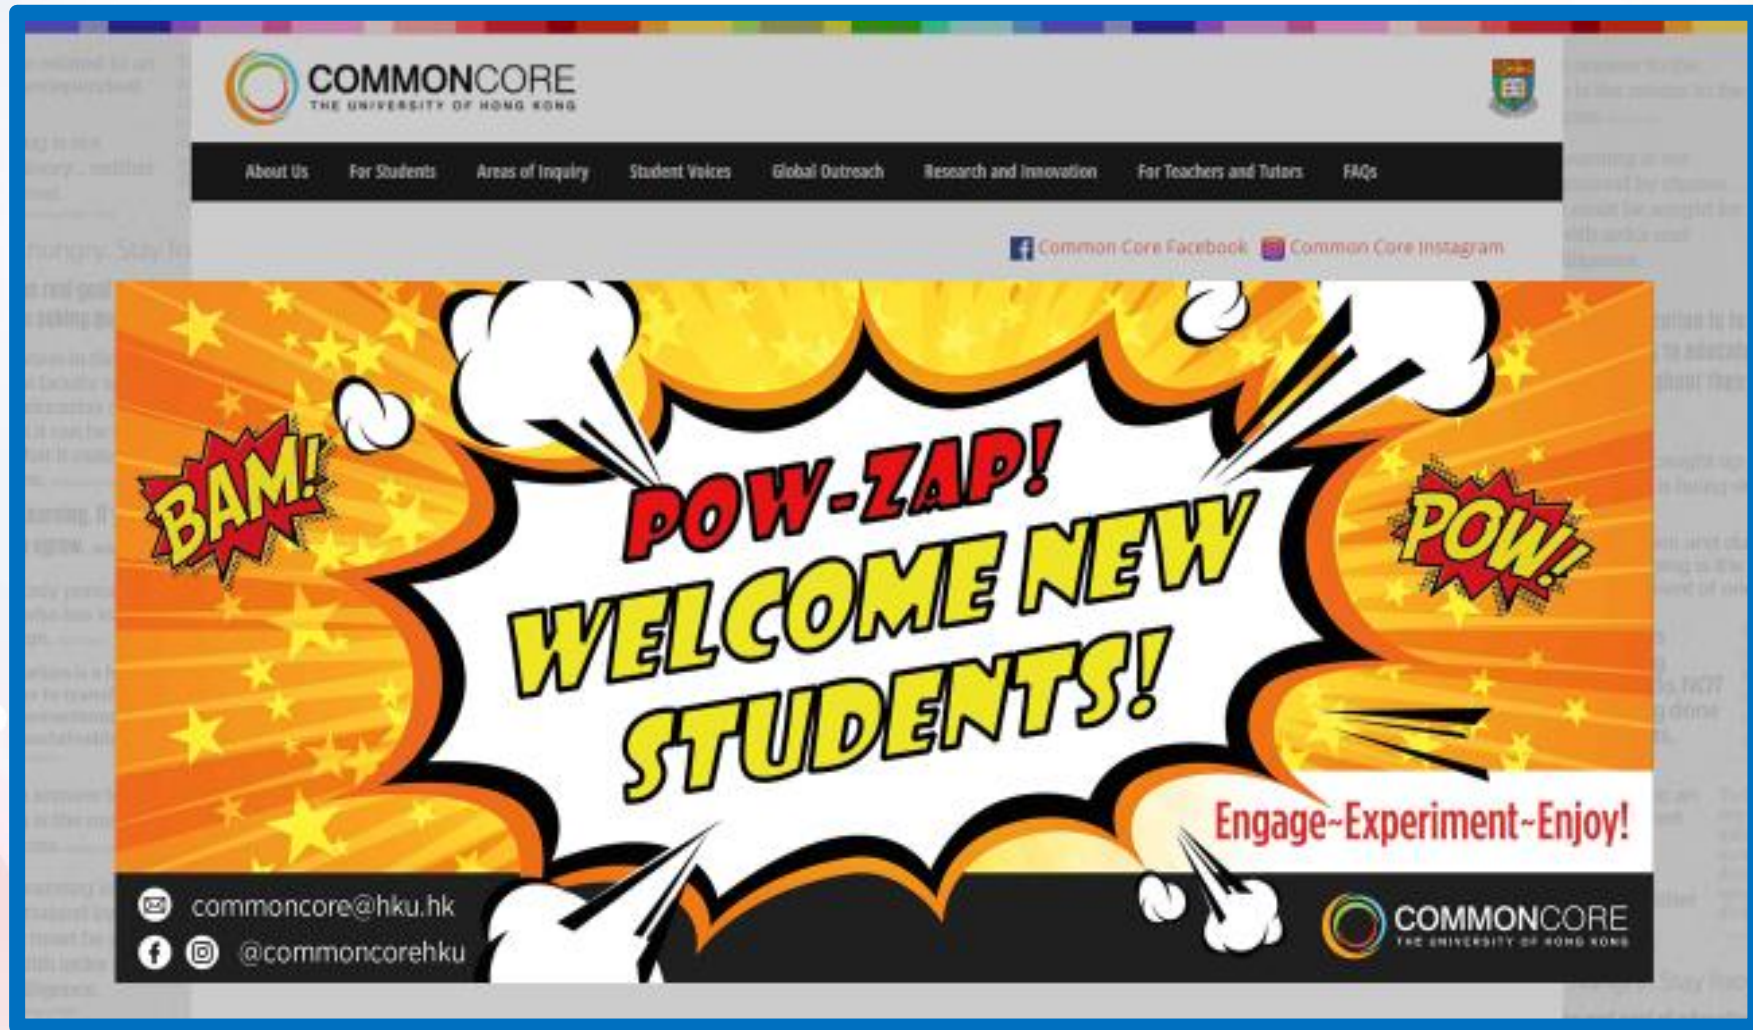 COMMONCORE
THE UNIVERSITY OF HONG KONG
About Us For Students Areas of Inquiry Student Voices Global Outreach Research and Innovation For Teachers and Tutors FAQs
Common Core Facebook Common Core Instagram
BAM!
POW-ZAP!
WELCOME NEW
STUDENTS!
POW!
Engage~Experiment~Enjoy!
commoncore@hku.hk
@commoncorehku
COMMONCORE
THE UNIVERSITY OF HONG KONG